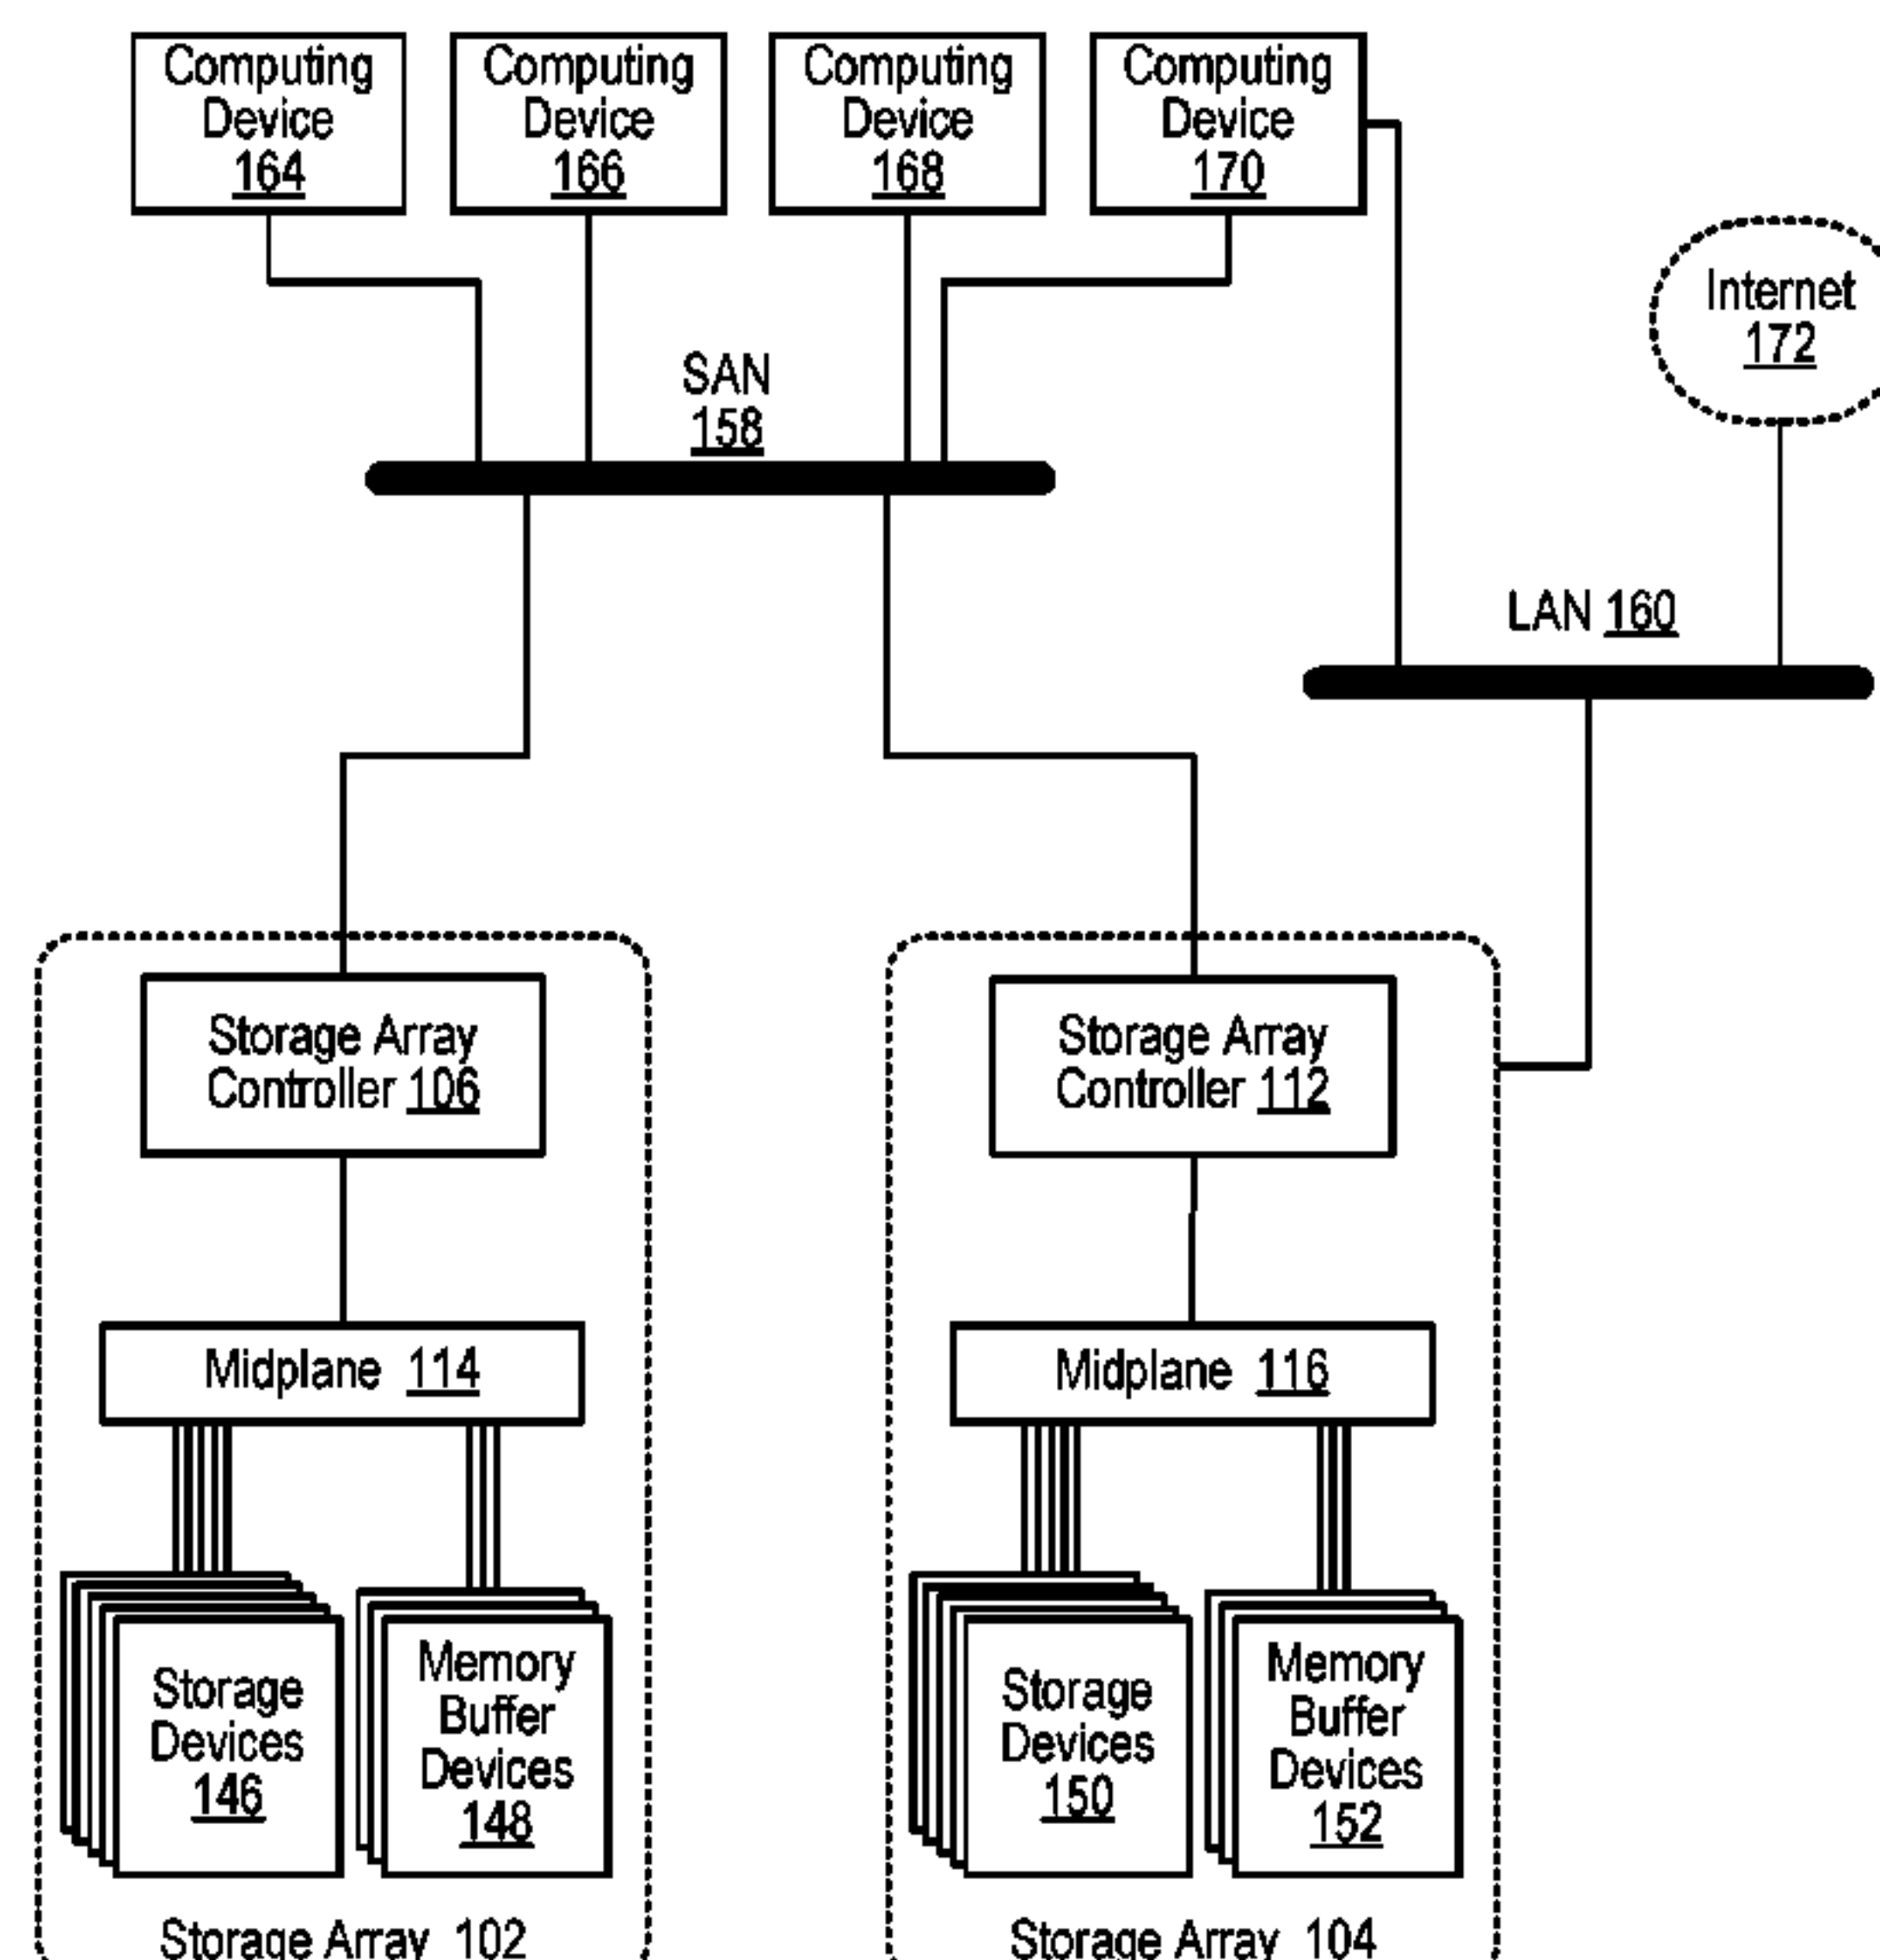 Computing
Device
164
Computing
Device
166
Computing
Device
168
Computing
Device
170
Internet
172
SAN
158
LAN 160
Storage Array
Controller 106
Storage Array
Controller 112
Midplane 114
Midplane 116
Storage
Devices
146
Memory
Buffer
Devices
148
Storage
Devices
150
Memory
Buffer
Devices
152
Storage Array 102
Storage Array 104